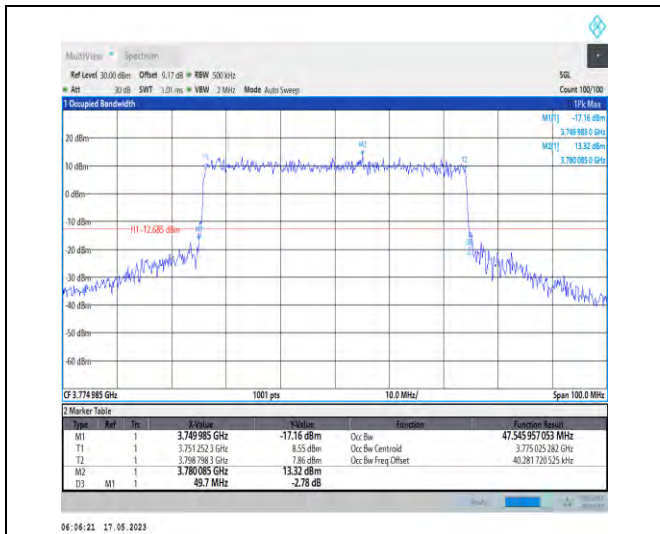 MultiView Spectrum
Ref Level 30.00 dBm Offset 9.17 dB RBW 500 kHz SGL
Att 30 dB SWT 1.01 ms VBW 2 MHz Mode Auto Sweep Count 100/100
1 Occupied Bandwidth 1Pk Max
M1[1] -17.16 dBm
3.749 985 0 GHz
M2[1] 13.32 dBm
3.780 085 0 GHz
20 dBm
M2
T1
T2
10 dBm
0 dBm
-10 dBm
H1 -12.685 dBm
-20 dBm
-30 dBm
-40 dBm
-50 dBm
-60 dBm
CF 3.774 985 GHz 1001 pts 10.0 MHz/ Span 100.0 MHz
2 Marker Table
Type Ref Trc X-Value Y-Value Function Function Result
M1 1 3.749 985 GHz -17.16 dBm Occ Bw 47.545 957 053 MHz
T1 1 3.751 252 3 GHz 8.55 dBm Occ Bw Centroid 3.775 025 282 GHz
T2 1 3.798 798 3 GHz 7.86 dBm Occ Bw Freq Offset 40.281 720 525 kHz
M2 1 3.780 085 GHz 13.32 dBm
D3 M1 1 49.7 MHz -2.78 dB
06:06:21 17.05.2023